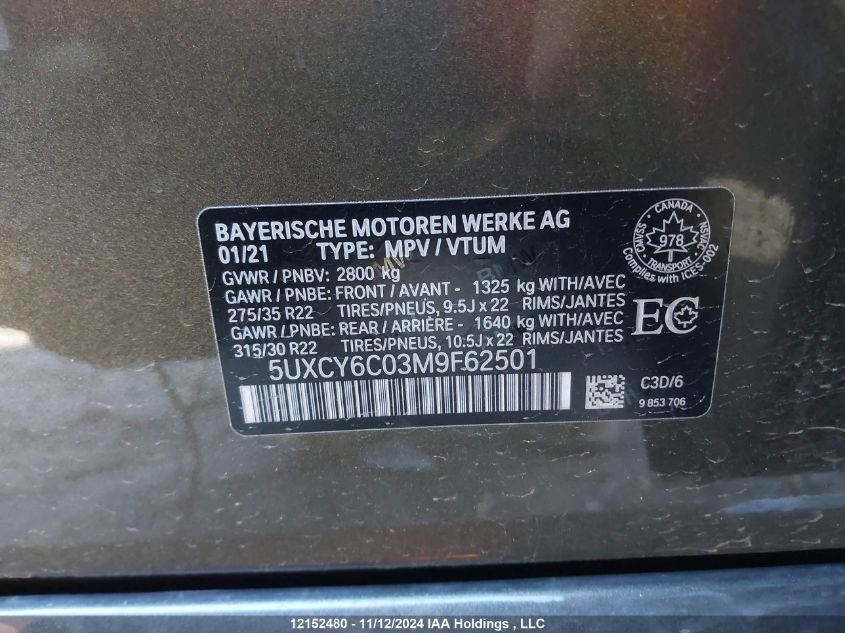 BAYERISCHE MOTOREN WERKE AG
01/21 TYPE: MPV / VTUM
GVWR / PNBV: 2800 kg
GAWR / PNBE: FRONT / AVANT - 1325 kg WITH/AVEC
275/35 R22 TIRES/PNEUS, 9.5J x 22 RIMS/JANTES
GAWR / PNBE: REAR / ARRIÈRE - 1640 kg WITH/AVEC
315/30 R22 TIRES/PNEUS, 10.5J x 22 RIMS/JANTES
5UXCY6C03M9F62501
CANADA
CMVSS NSVAC
978
TRANSPORT
Complies with ICES-002
EC
C3D/6
9 853 706
12152480 - 11/12/2024 IAA Holdings , LLC